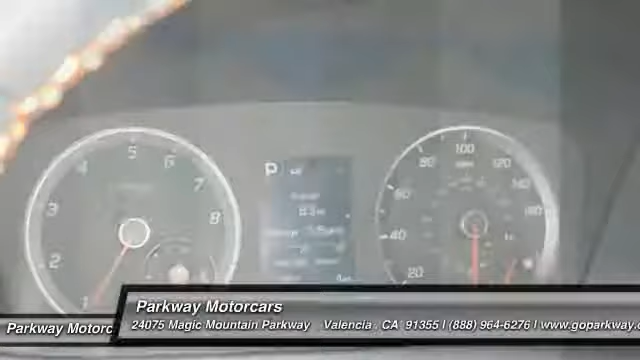 5
4 6
3 7
2 8
1
P
100
80 120
60 140
40 160
20
Parkway Motorcars
24075 Magic Mountain Parkway Valencia , CA 91355 I (888) 964-6276 I www.goparkway.c
Parkway Motorc